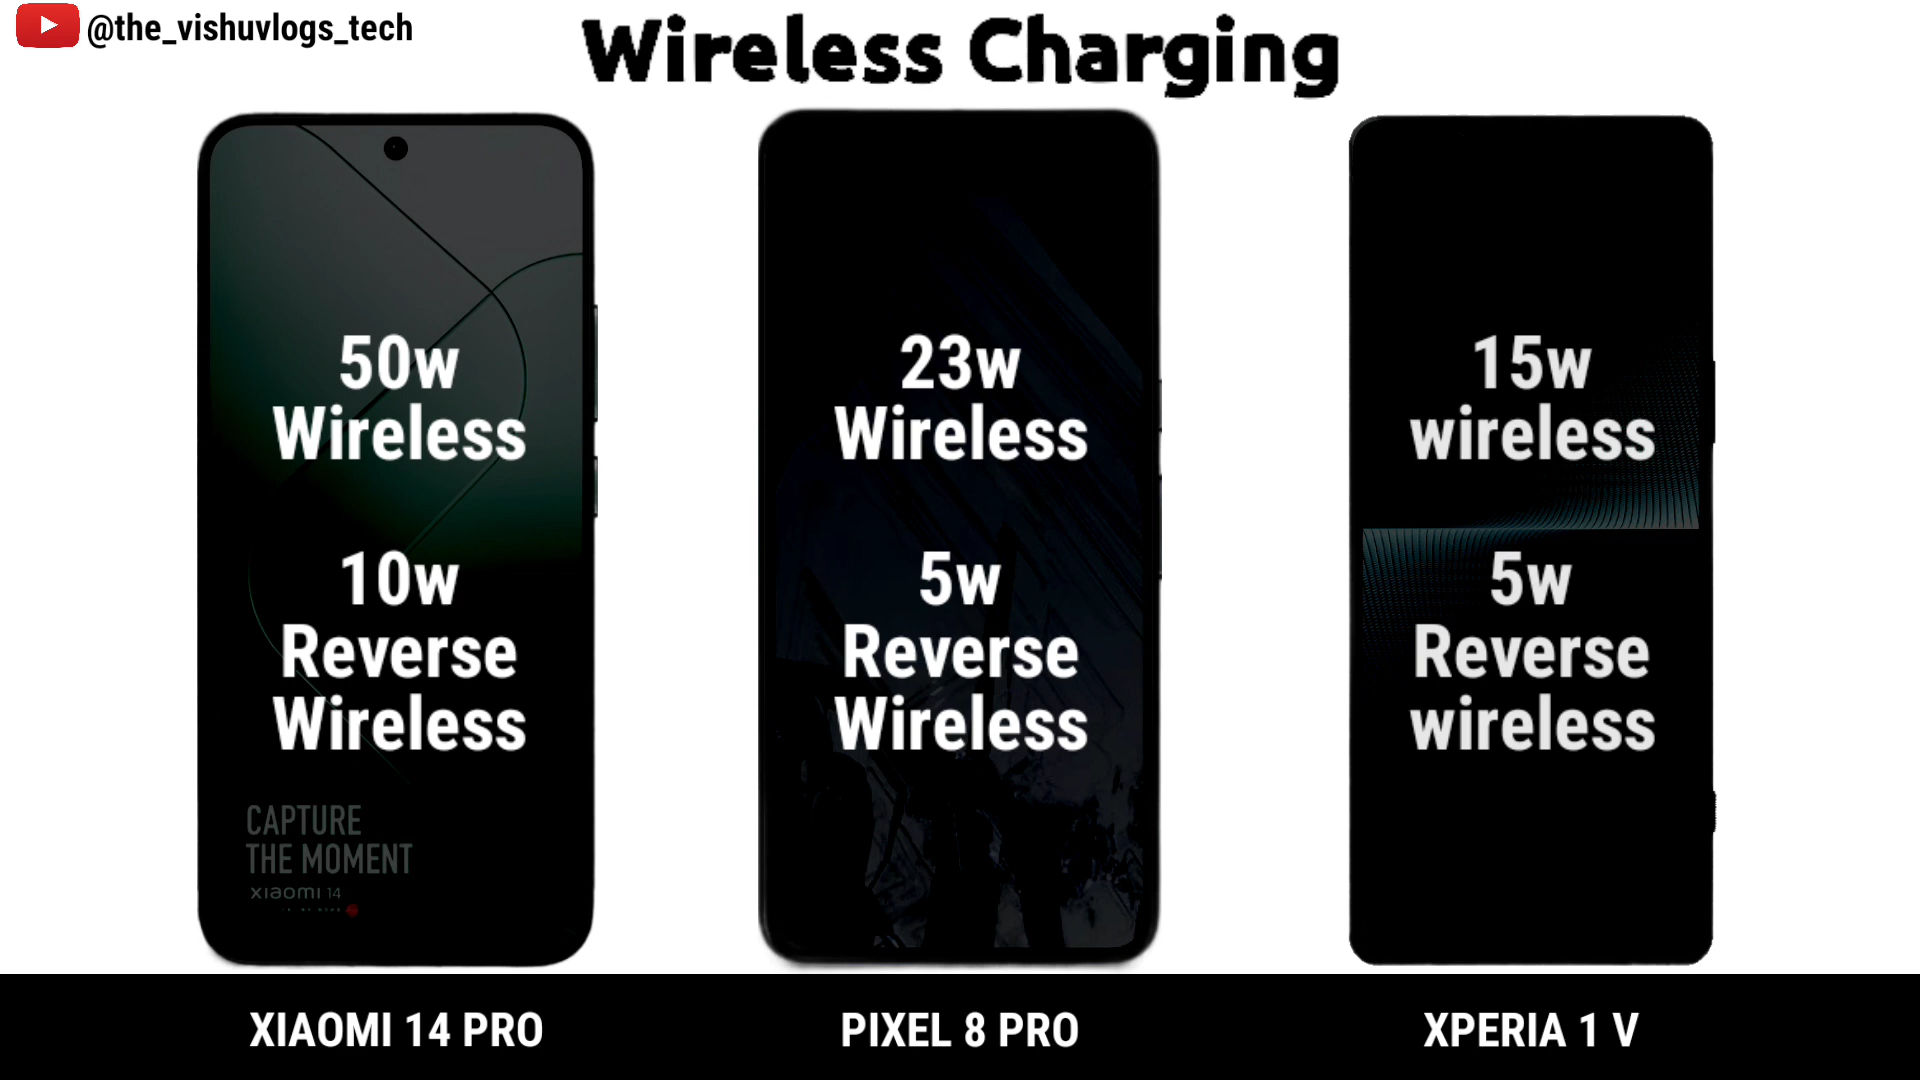 @the_vishuvlogs_tech
Wireless Charging
50w
Wireless
10w
Reverse
Wireless
CAPTURE
THE MOMENT
xiaomi 14
23w
Wireless
5w
Reverse
Wireless
15w
wireless
5w
Reverse
wireless
XIAOMI 14 PRO
PIXEL 8 PRO
XPERIA 1 V